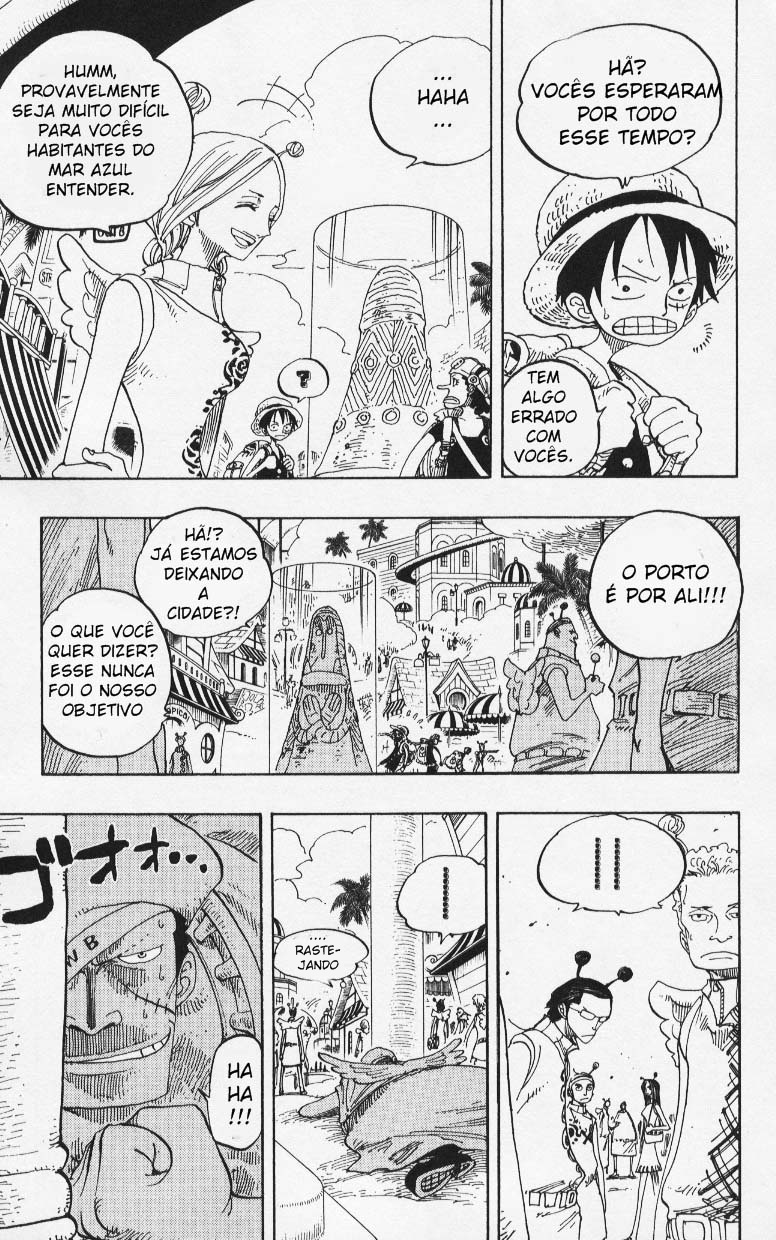 HÃ?
VOCÊS ESPERARAM
POR TODO
ESSE TEMPO?
TEM
ALGO
ERRADO
COM
VOCÊS.
...
HAHA
...
HUMM,
PROVAVELMENTE
SEJA MUITO DIFÍCIL
PARA VOCÊS
HABITANTES DO
MAR AZUL
ENTENDER.
?
O PORTO
É POR ALI!!!
HÃ!?
JÁ ESTAMOS
DEIXANDO
A
CIDADE?!
O QUE VOCÊ
QUER DIZER?
ESSE NUNCA
FOI O NOSSO
OBJETIVO
....
RASTE-
JANDO
ゴオオ...
WB
HA
HA
!!!